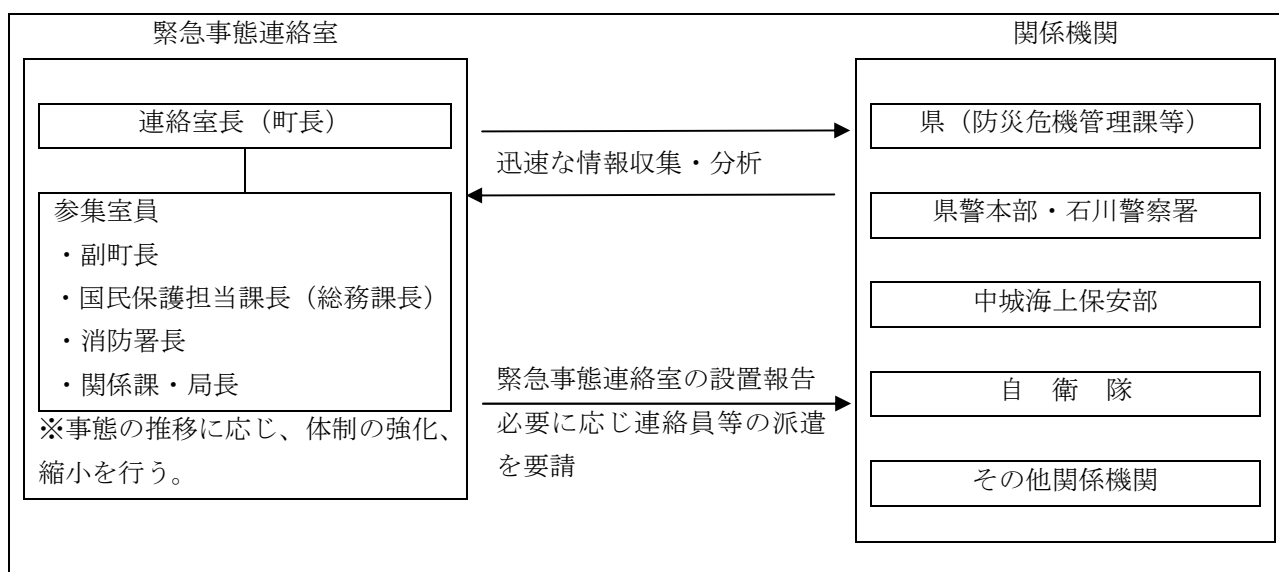 緊急事態連絡室
連絡室長（町長）
参集室員
・副町長
・国民保護担当課長（総務課長）
・消防署長
・関係課・局長
※事態の推移に応じ、体制の強化、
縮小を行う。
迅速な情報収集・分析
緊急事態連絡室の設置報告
必要に応じ連絡員等の派遣
を要請
関係機関
県（防災危機管理課等）
県警本部・石川警察署
中城海上保安部
自　衛　隊
その他関係機関